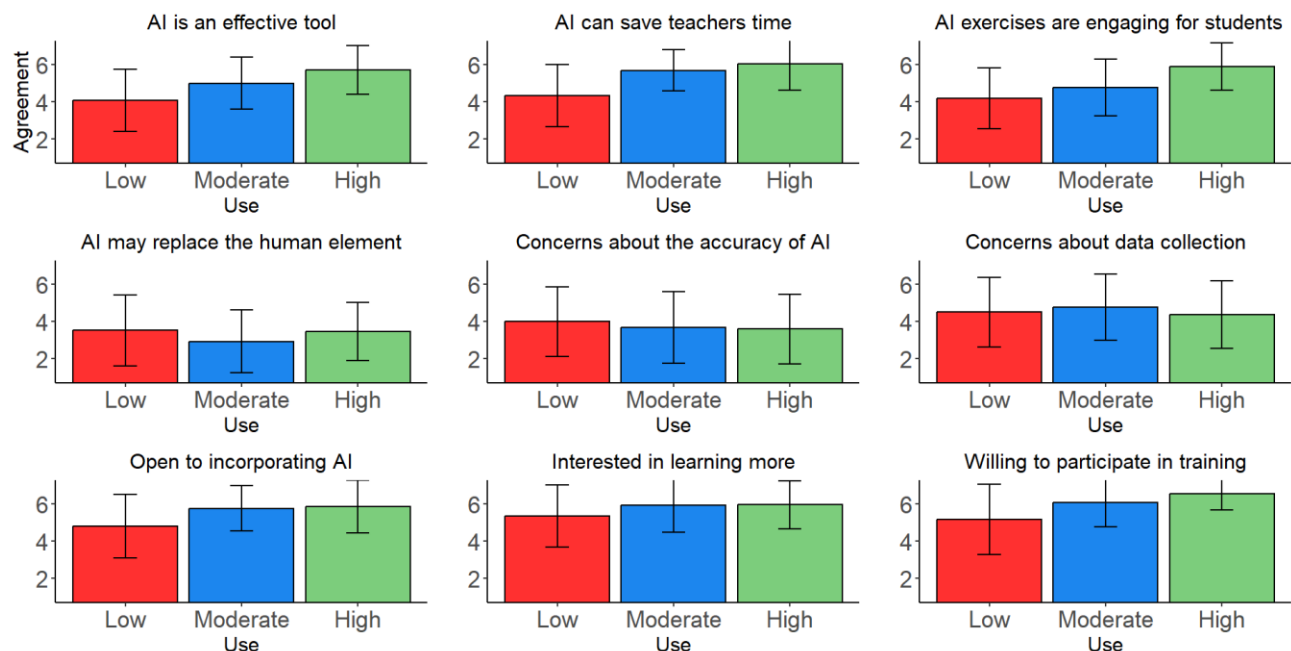 AI is an effective tool
AI can save teachers time
AI exercises are engaging for students
Agreement
6
4
2
Low Moderate High
Use
6
4
2
Low Moderate High
Use
6
4
2
Low Moderate High
Use
AI may replace the human element
Concerns about the accuracy of AI
Concerns about data collection
6
4
2
Low Moderate High
Use
6
4
2
Low Moderate High
Use
6
4
2
Low Moderate High
Use
Open to incorporating AI
Interested in learning more
Willing to participate in training
6
4
2
Low Moderate High
Use
6
4
2
Low Moderate High
Use
6
4
2
Low Moderate High
Use